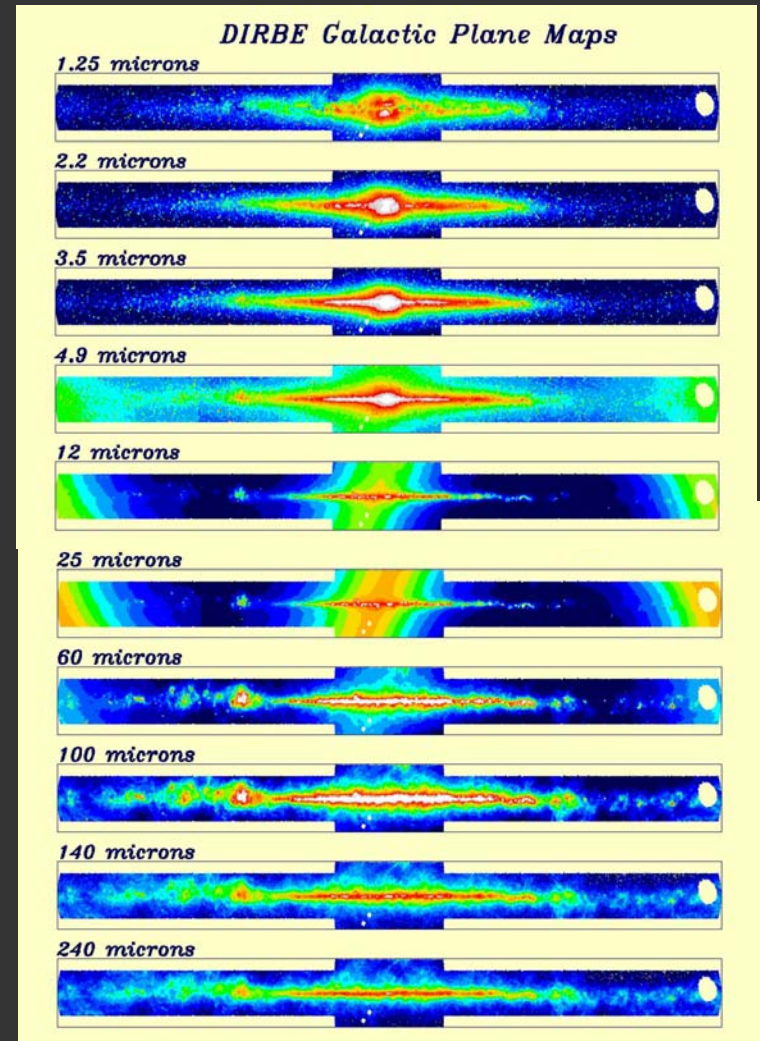 DIRBE Galactic Plane Maps
1.25 microns
2.2 microns
3.5 microns
4.9 microns
12 microns
25 microns
60 microns
100 microns
140 microns
240 microns